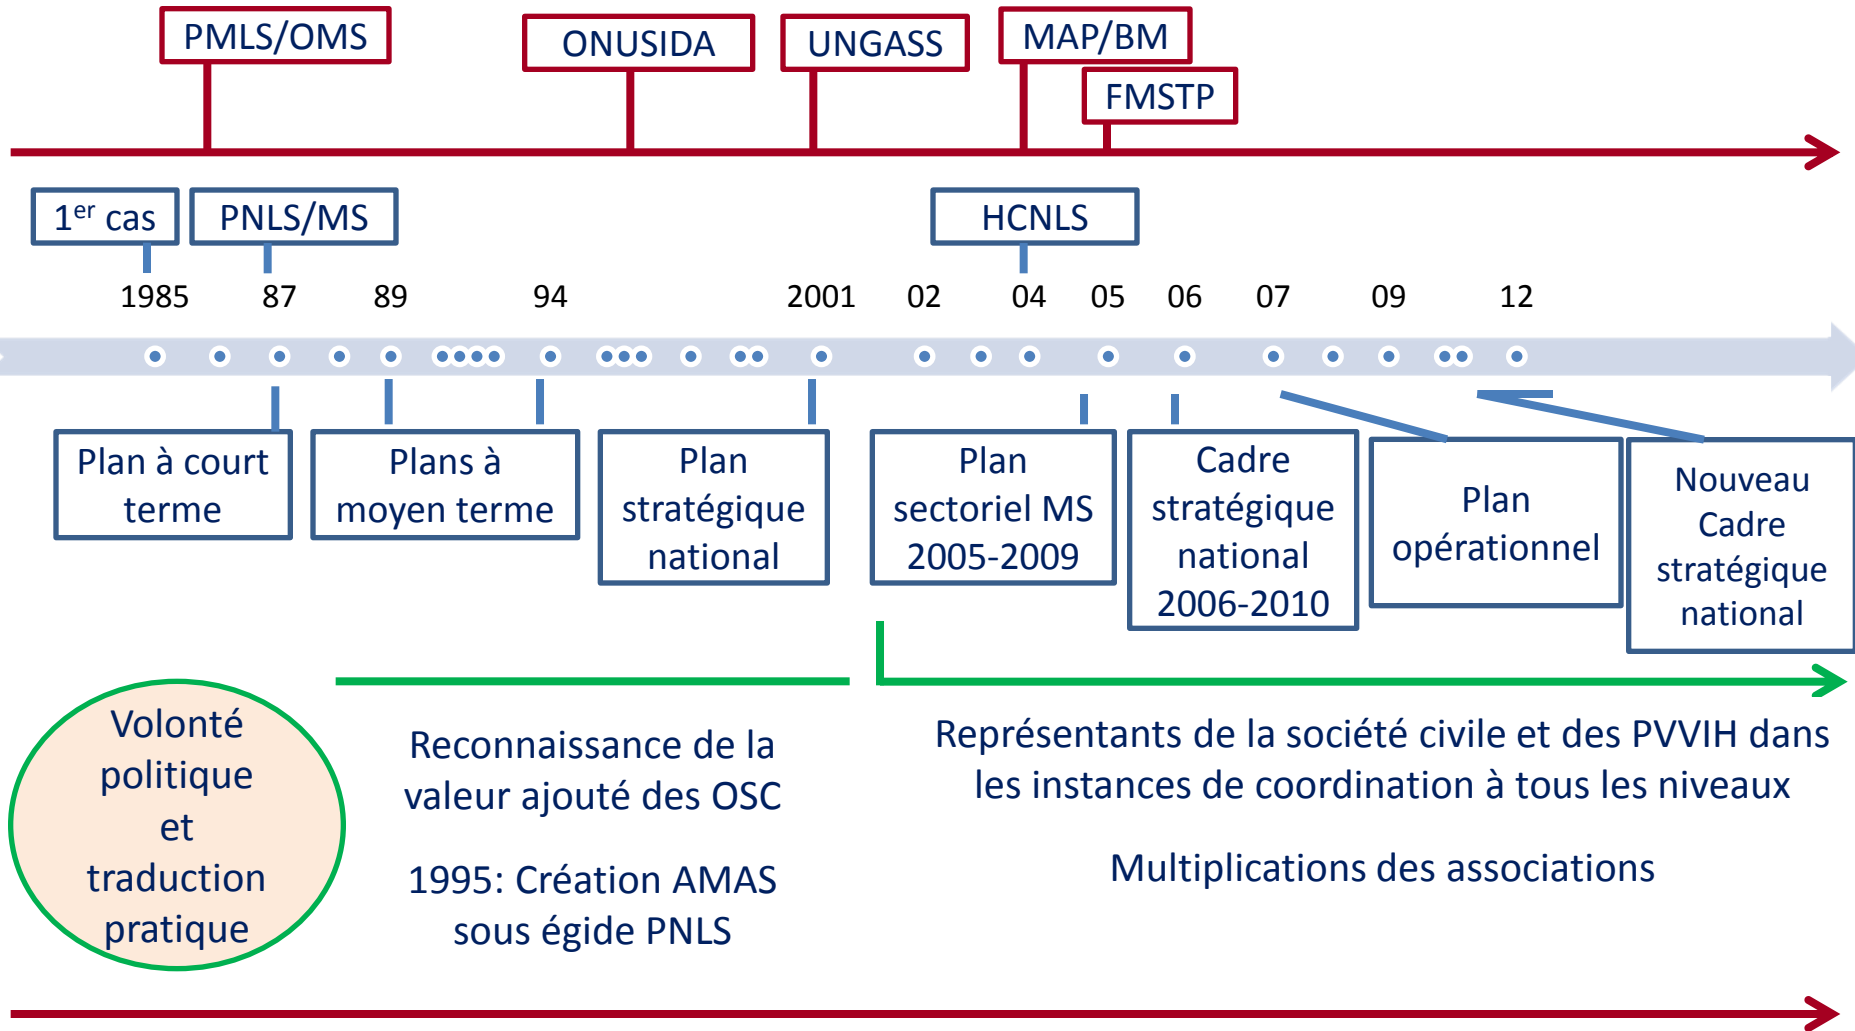 PMLS/OMS
ONUSIDA
UNGASS
MAP/BM
FMSTP
1er cas
PNLS/MS
HCNLS
1985 87 89 94 2001 02 04 05 06 07 09 12
Plan à court
terme
Plans à
moyen terme
Plan
stratégique
national
Plan
sectoriel MS
2005-2009
Cadre
stratégique
national
2006-2010
Plan
opérationnel
Nouveau
Cadre
stratégique
national
Volonté
politique
et
traduction
pratique
Reconnaissance de la
valeur ajouté des OSC
1995: Création AMAS
sous égide PNLS
Représentants de la société civile et des PVVIH dans
les instances de coordination à tous les niveaux
Multiplications des associations